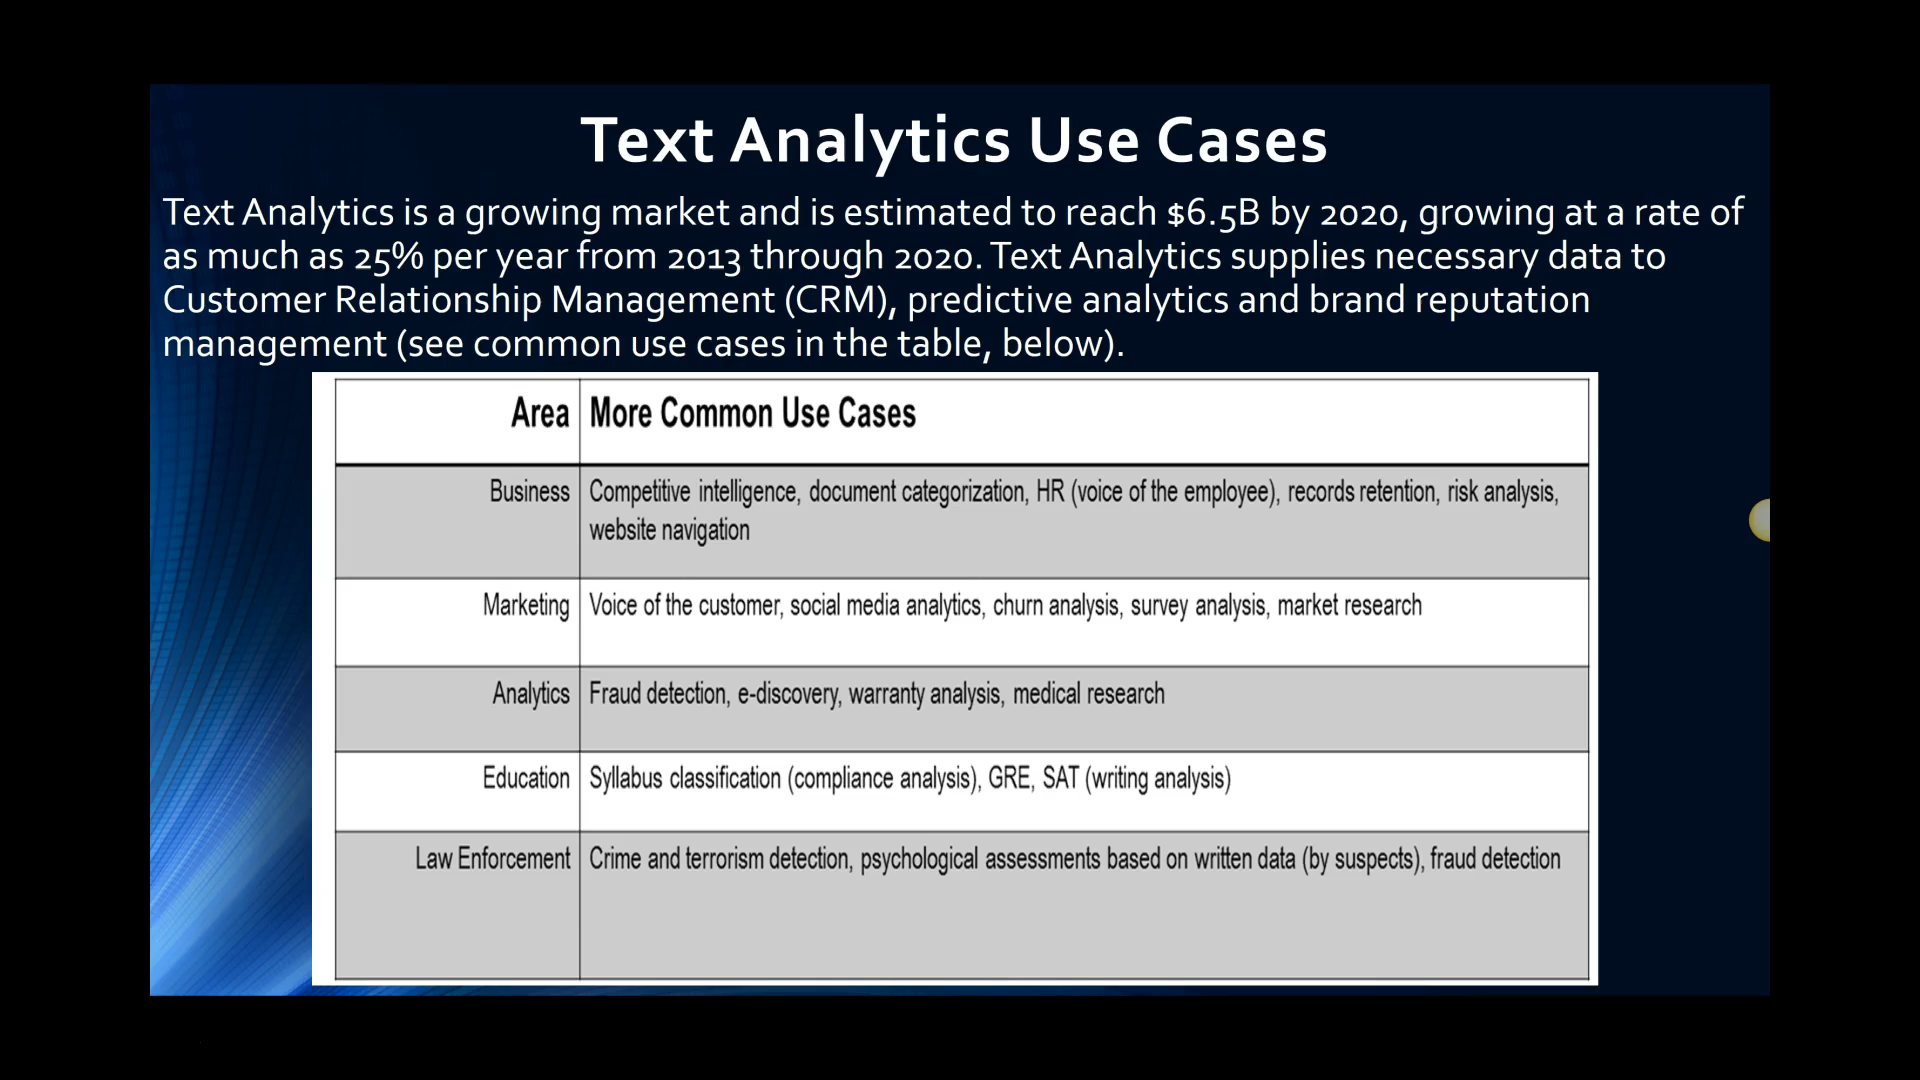 Text Analytics Use Cases
Text Analytics is a growing market and is estimated to reach $6.5B by 2020, growing at a rate of
as much as 25% per year from 2013 through 2020. Text Analytics supplies necessary data to
Customer Relationship Management (CRM), predictive analytics and brand reputation
management (see common use cases in the table, below).
Area More Common Use Cases
Business Competitive intelligence, document categorization, HR (voice of the employee), records retention, risk analysis,
website navigation
Marketing Voice of the customer, social media analytics, churn analysis, survey analysis, market research
Analytics Fraud detection, e-discovery, warranty analysis, medical research
Education Syllabus classification (compliance analysis), GRE, SAT (writing analysis)
Law Enforcement Crime and terrorism detection, psychological assessments based on written data (by suspects), fraud detection